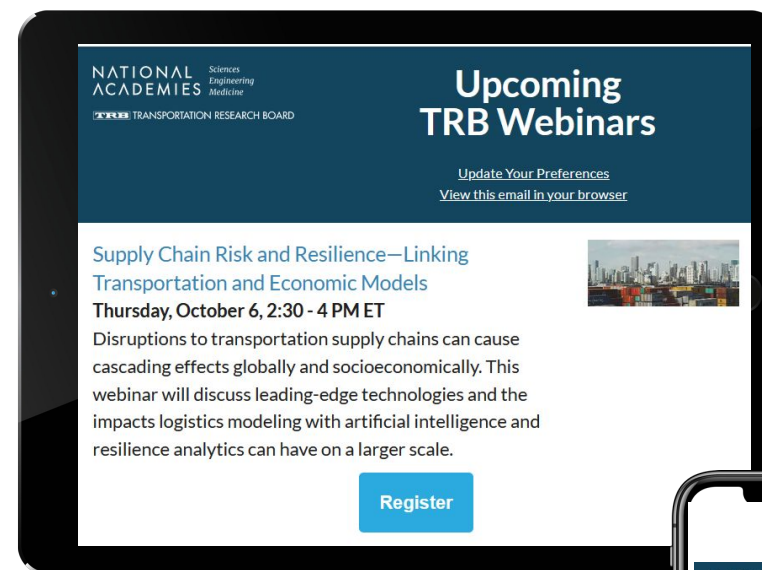 NATIONAL
ACADEMIES
Sciences
Engineering
Medicine
TRB TRANSPORTATION RESEARCH BOARD
Upcoming
TRB Webinars
Update Your Preferences
View this email in your browser
Supply Chain Risk and Resilience—Linking
Transportation and Economic Models
Thursday, October 6, 2:30 - 4 PM ET
Disruptions to transportation supply chains can cause
cascading effects globally and socioeconomically. This
webinar will discuss leading-edge technologies and the
impacts logistics modeling with artificial intelligence and
resilience analytics can have on a larger scale.
Register